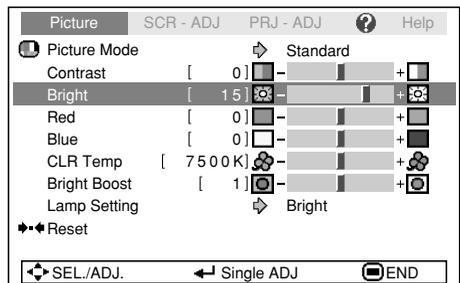 Picture SCR - ADJ PRJ - ADJ ? Help
Picture Mode Standard
Contrast [ 0] - +
Bright [ 15] - +
Red [ 0] - +
Blue [ 0] - +
CLR Temp [ 7500K] - +
Bright Boost [ 1] - +
Lamp Setting Bright
Reset
SEL./ADJ. Single ADJ END